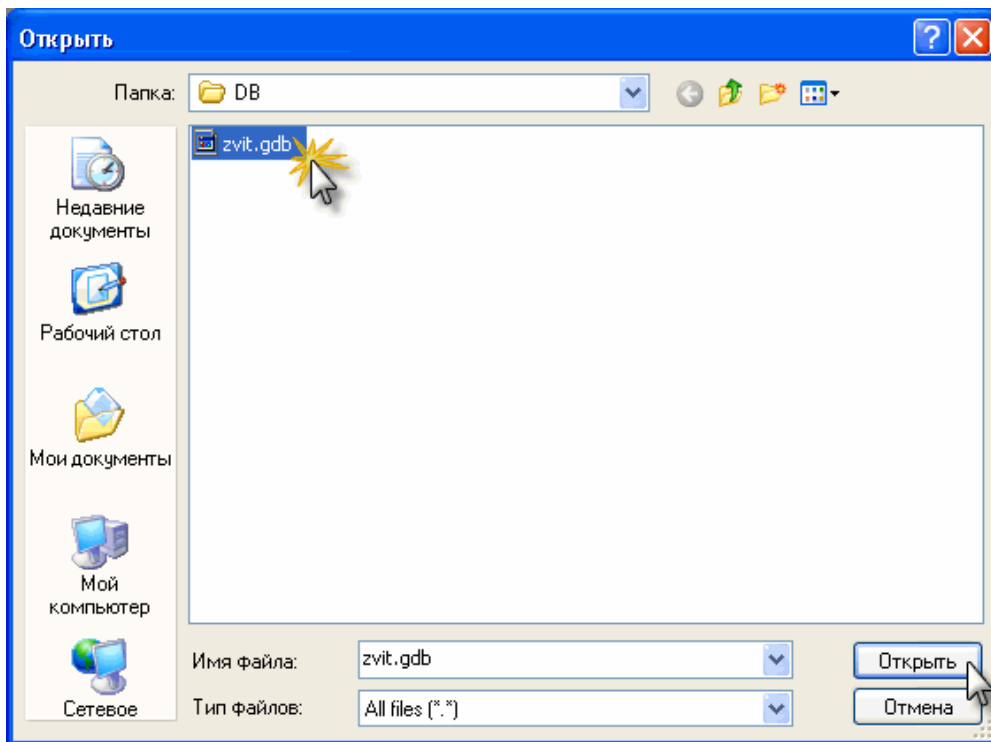 Открыть
Папка: DB
zvit.gdb
Недавние
документы
Рабочий стол
Мои документы
Мой
компьютер
Сетевое
Имя файла: zvit.gdb
Открыть
Тип файлов: All files (*.*)
Отмена